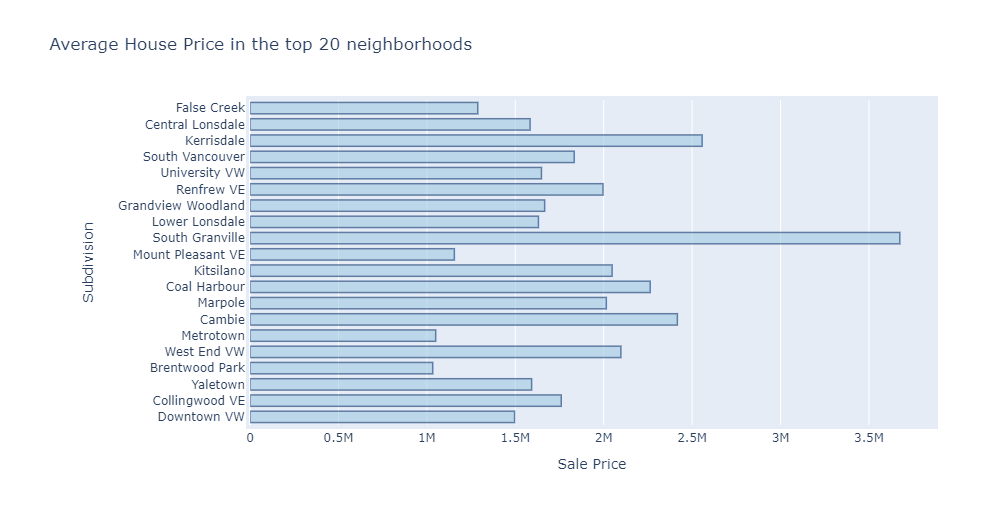 Average House Price in the top 20 neighborhoods
False Creek
Central Lonsdale
Kerrisdale
South Vancouver
University VW
Renfrew VE
Grandview Woodland
Lower Lonsdale
South Granville
Mount Pleasant VE
Kitsilano
Coal Harbour
Marpole
Cambie
Metrotown
West End VW
Brentwood Park
Yaletown
Collingwood VE
Downtown VW
Subdivision
0 0.5M 1M 1.5M 2M 2.5M 3M 3.5M
Sale Price